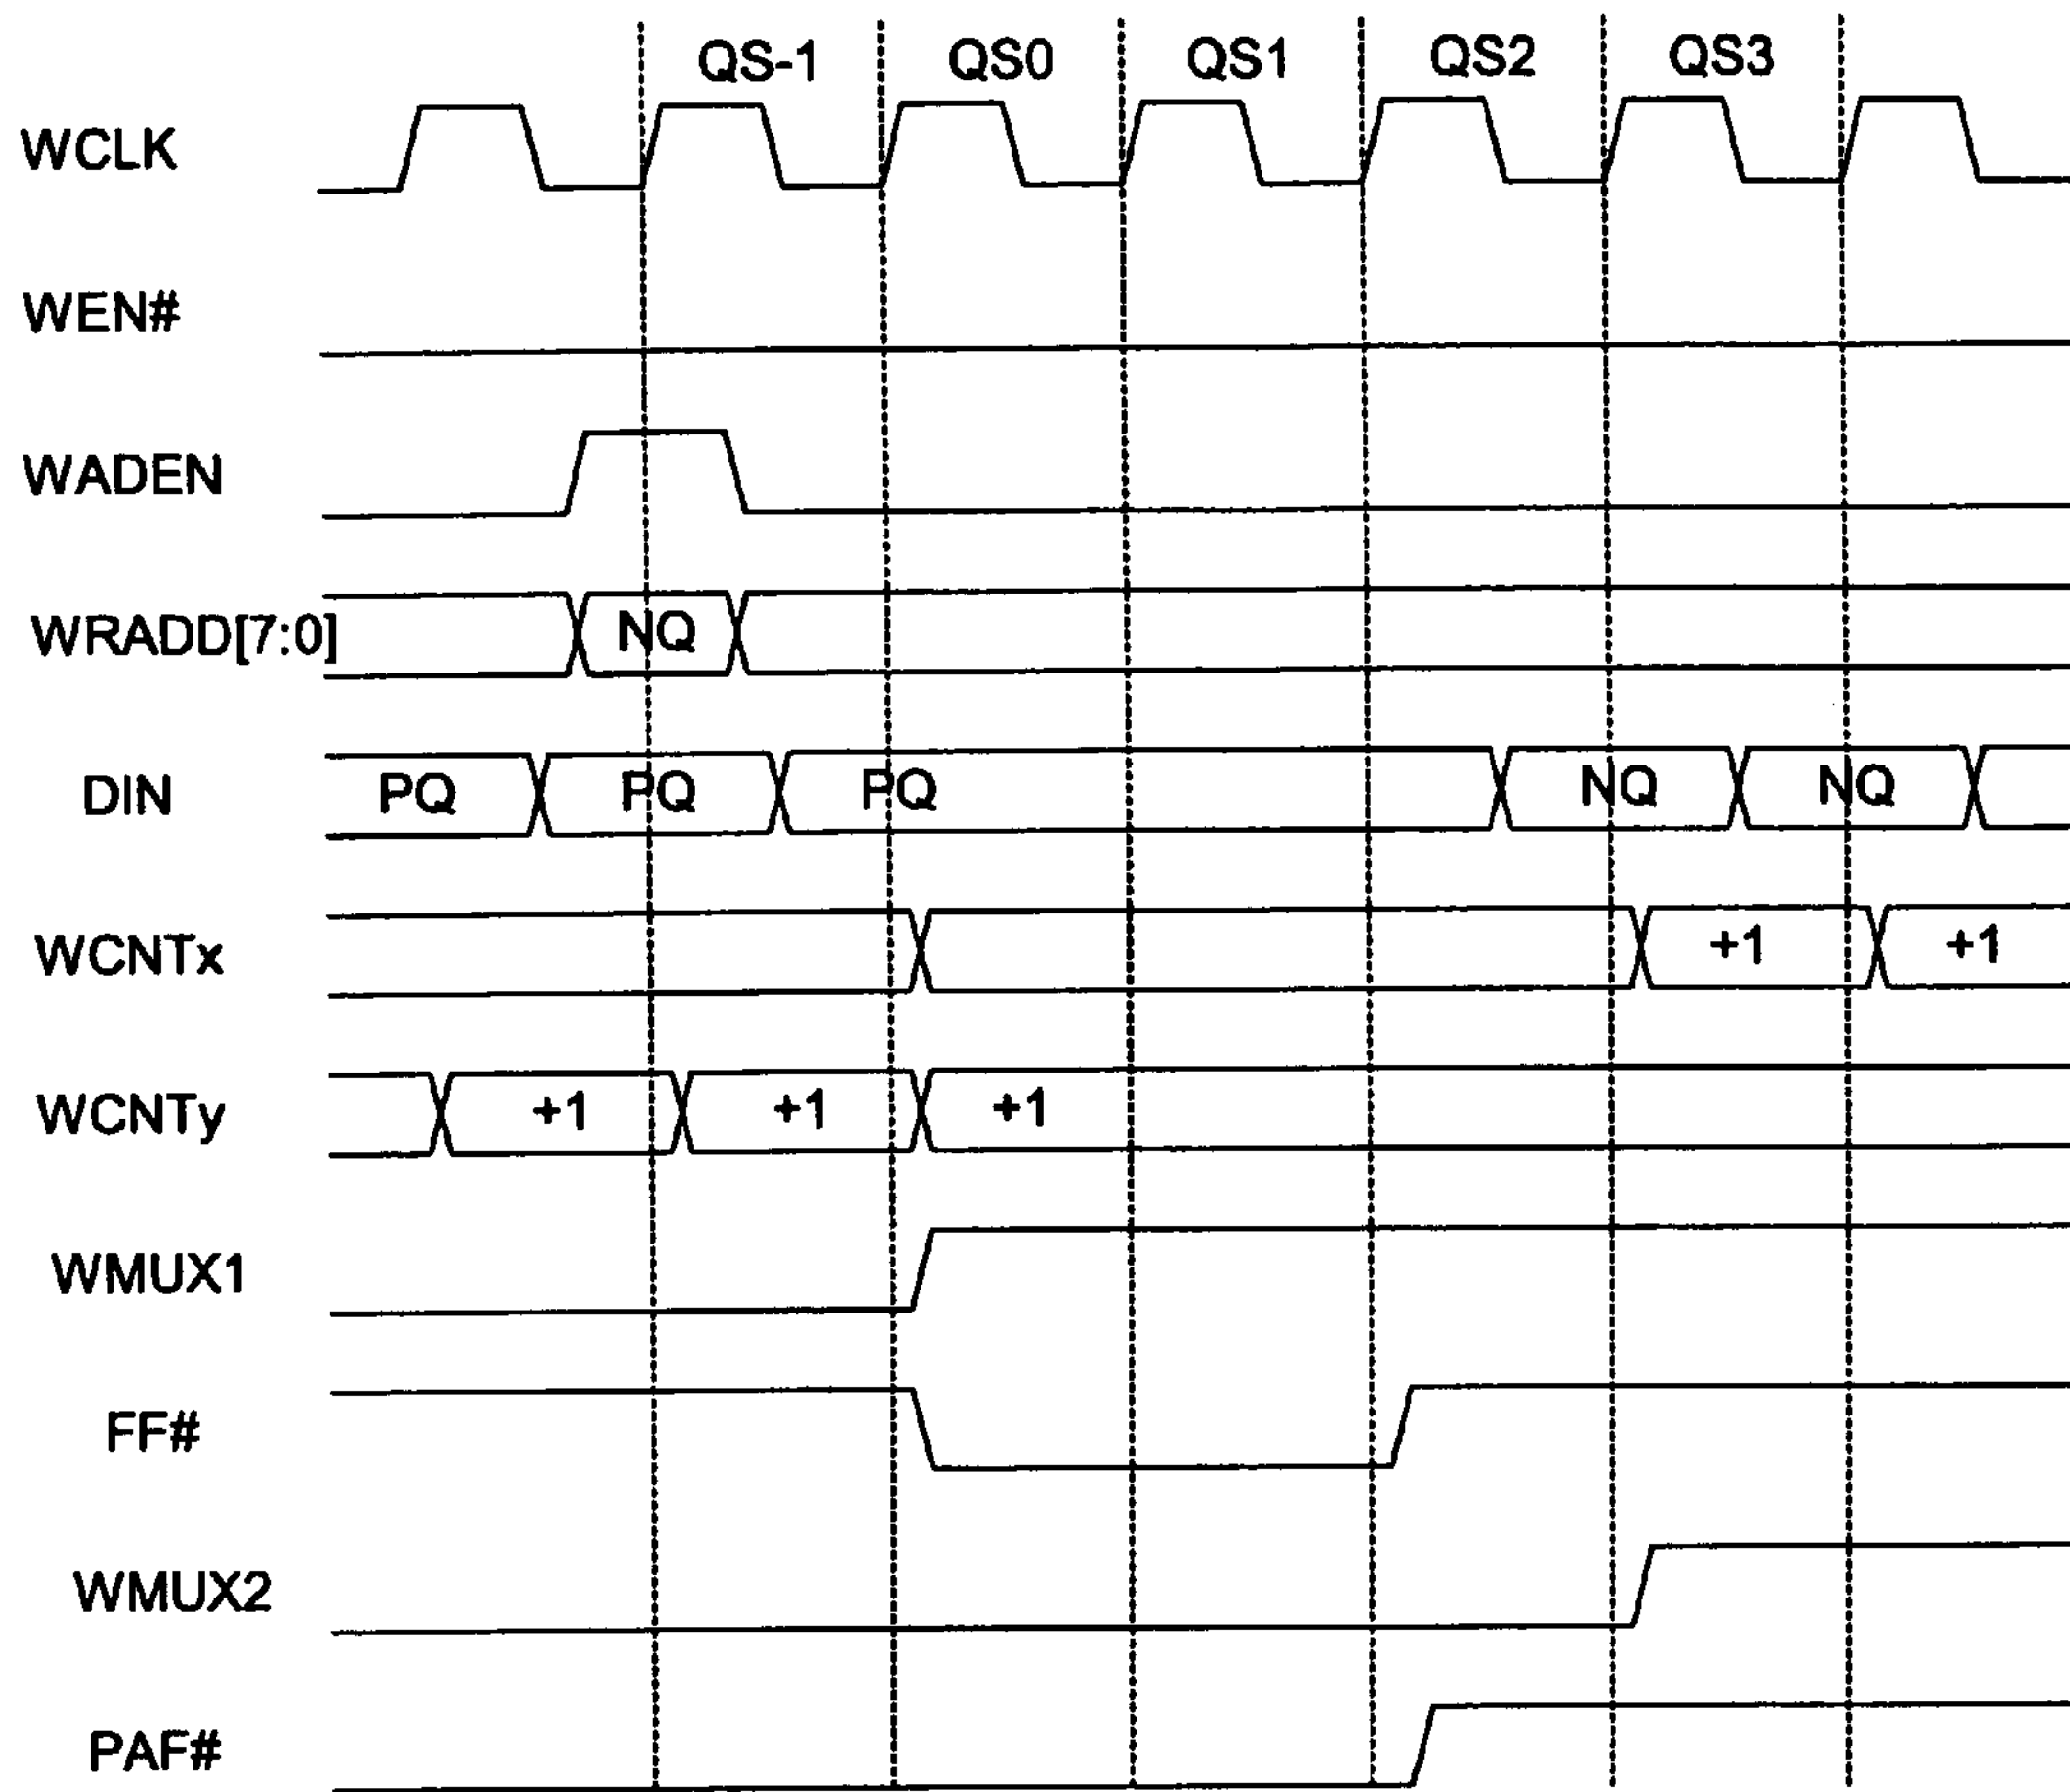 QS-1 QS0 QS1 QS2 QS3
WCLK
WEN#
WADEN
WRADD[7:0] NQ
DIN PQ PQ PQ NQ NQ
WCNTx +1 +1
WCNTy +1 +1 +1
WMUX1
FF#
WMUX2
PAF#